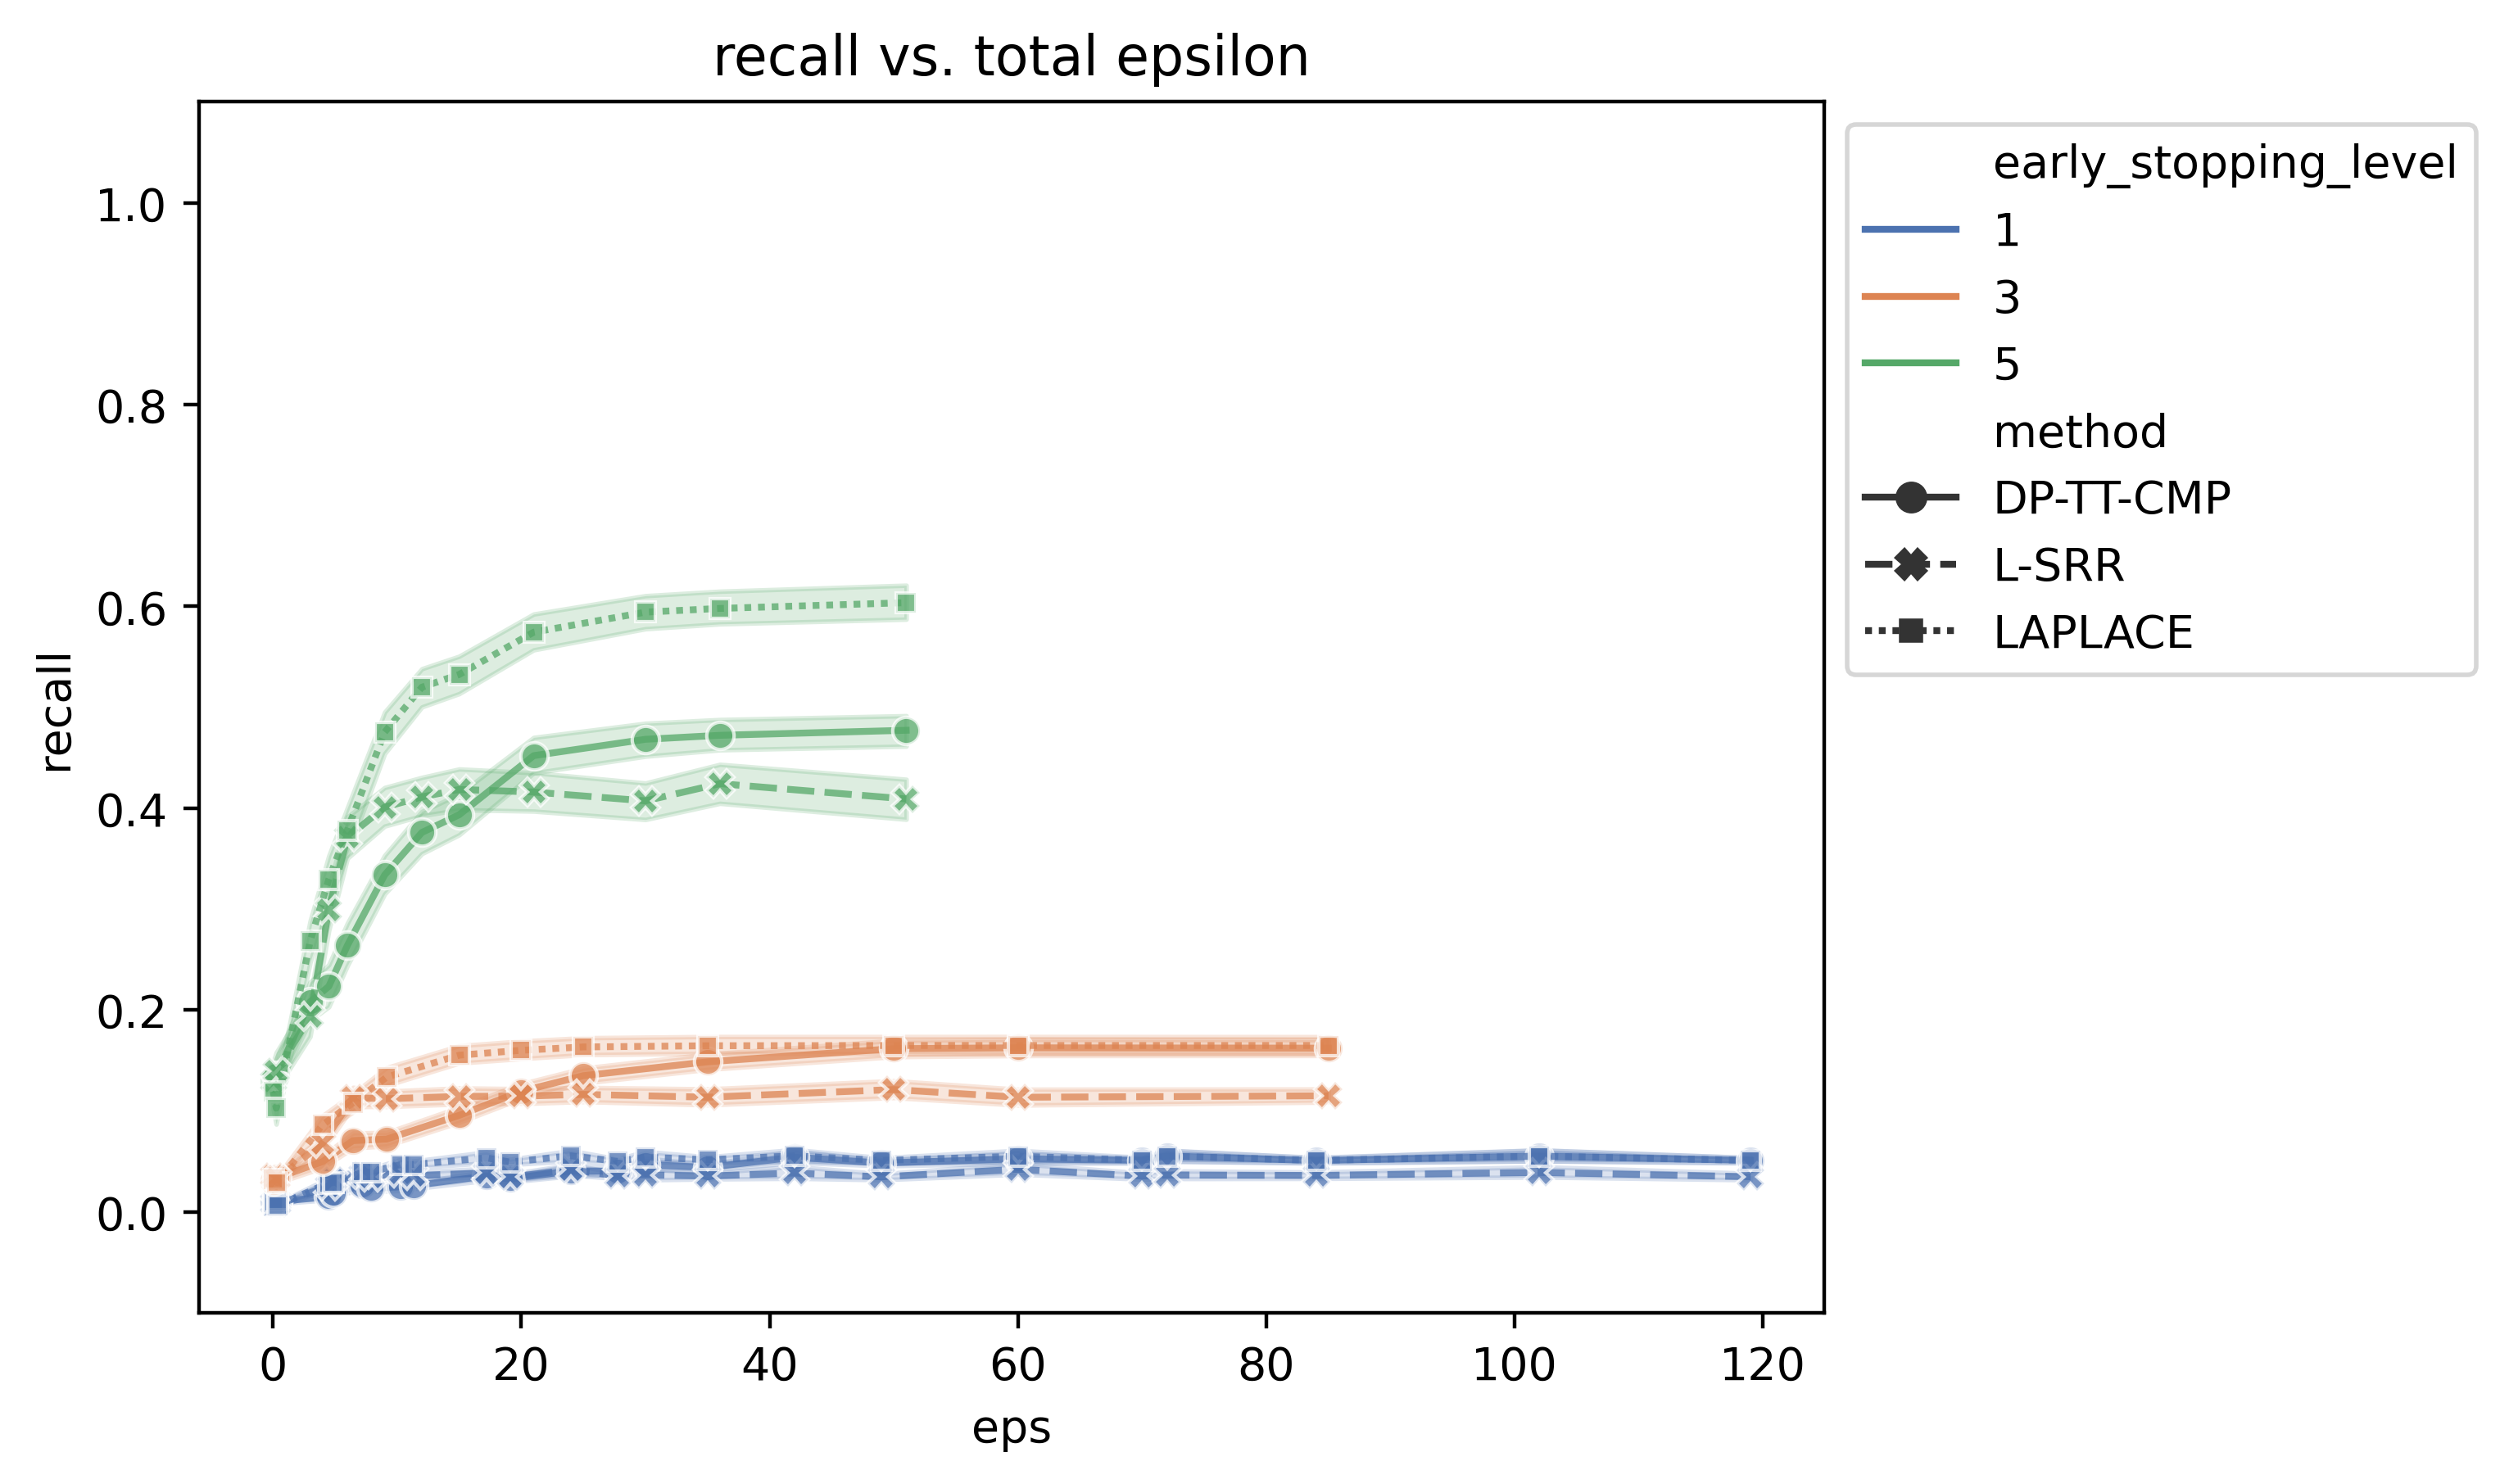 recall vs. total epsilon
1.0
0.8
0.6
0.4
0.2
0.0
recall
0
20
40
60
80
100
120
eps
early_stopping_level
1
3
5
method
DP-TT-CMP
L-SRR
LAPLACE